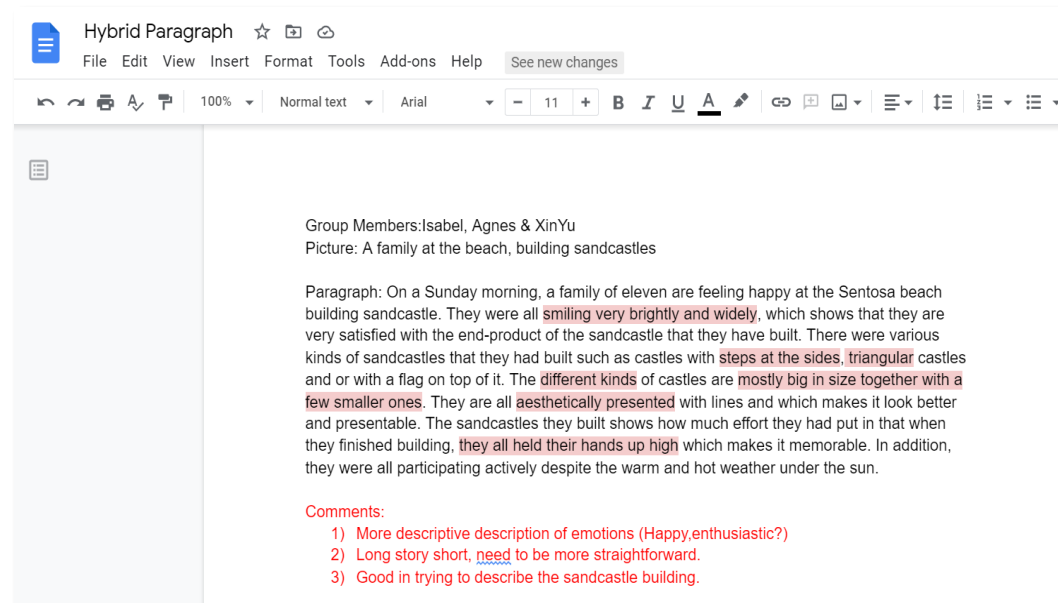 Hybrid Paragraph
File Edit View Insert Format Tools Add-ons Help See new changes
100% Normal text Arial - 11 + B I U A
Group Members:Isabel, Agnes & XinYu
Picture: A family at the beach, building sandcastles
Paragraph: On a Sunday morning, a family of eleven are feeling happy at the Sentosa beach
building sandcastle. They were all smiling very brightly and widely, which shows that they are
very satisfied with the end-product of the sandcastle that they have built. There were various
kinds of sandcastles that they had built such as castles with steps at the sides, triangular castles
and or with a flag on top of it. The different kinds of castles are mostly big in size together with a
few smaller ones. They are all aesthetically presented with lines and which makes it look better
and presentable. The sandcastles they built shows how much effort they had put in that when
they finished building, they all held their hands up high which makes it memorable. In addition,
they were all participating actively despite the warm and hot weather under the sun.
Comments:
1) More descriptive description of emotions (Happy,enthusiastic?)
2) Long story short, need to be more straightforward.
3) Good in trying to describe the sandcastle building.